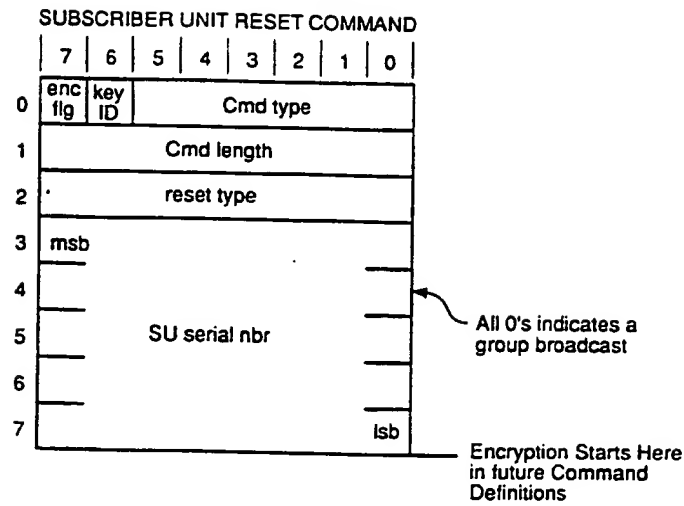 SUBSCRIBER UNIT RESET COMMAND
7 6 5 4 3 2 1 0
0 enc flg key ID Cmd type
1 Cmd length
2 reset type
3 msb
4
All 0's indicates a
group broadcast
5 SU serial nbr
6
7 lsb
Encryption Starts Here
in future Command
Definitions